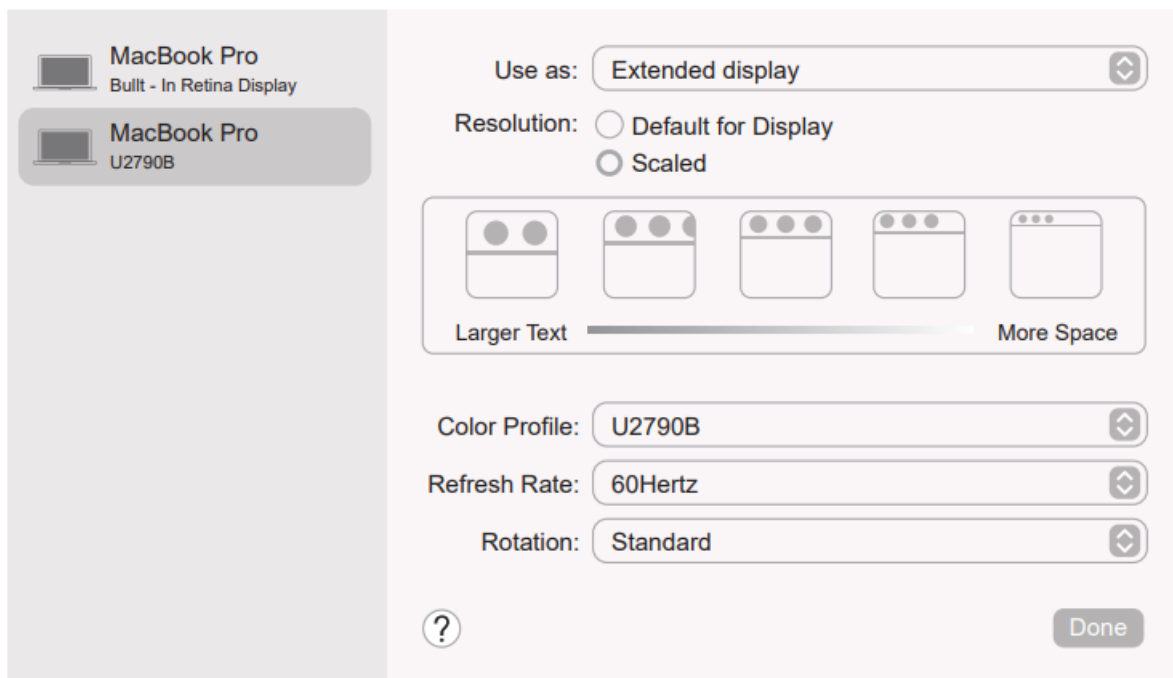 MacBook Pro
Bullt - In Retina Display
MacBook Pro
U2790B
Use as: Extended display
Resolution: Default for Display
Scaled
Larger Text More Space
Color Profile: U2790B
Refresh Rate: 60Hertz
Rotation: Standard
? Done